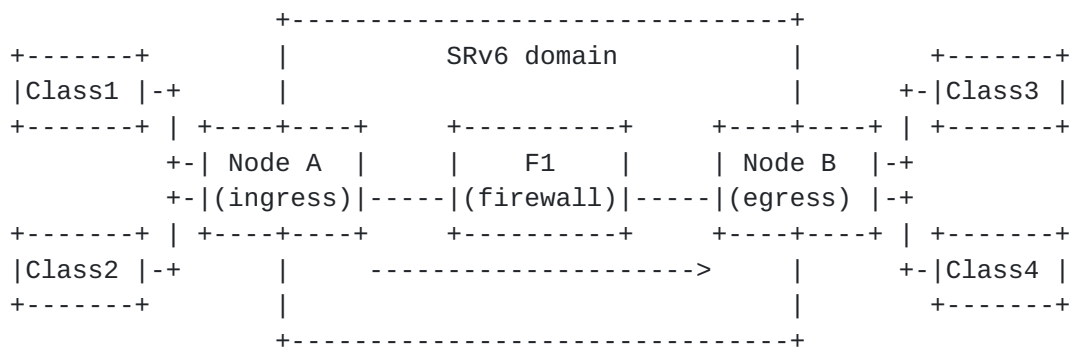 SRv6 domain
Class1
Class3
Node A
F1
Node B
(ingress)
(firewall)
(egress)
Class2
Class4